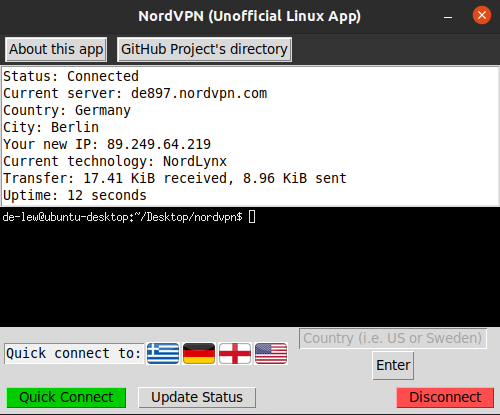 NordVPN (Unofficial Linux App)
About this app GitHub Project's directory
Status: Connected
Current server: de897.nordvpn.com
Country: Germany
City: Berlin
Your new IP: 89.249.64.219
Current technology: NordLynx
Transfer: 17.41 KiB received, 8.96 KiB sent
Uptime: 12 seconds
de-lew@ubuntu-desktop:~/Desktop/nordvpn$
Country (i.e. US or Sweden)
Quick connect to:
Enter
Quick Connect Update Status Disconnect